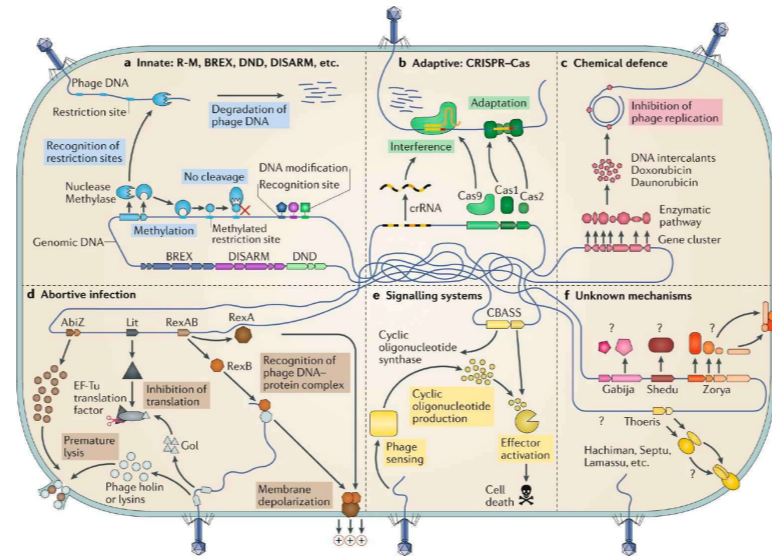 a Innate: R-M, BREX, DND, DISARM, etc.
Phage DNA
Restriction site
Degradation of
phage DNA
Recognition of
restriction sites
No cleavage
DNA modification
Recognition site
Nuclease
Methylase
Methylation
Methylated
restriction site
Genomic DNA
BREX
DISARM
DND
b Adaptive: CRISPR–Cas
Adaptation
Interference
Cas9
Cas1
Cas2
crRNA
c Chemical defence
Inhibition of
phage replication
DNA intercalants
Doxorubicin
Daunorubicin
Enzymatic
pathway
Gene cluster
d Abortive infection
AbiZ
Lit
RexAB
RexA
RexB
Recognition of
phage DNA–
protein complex
EF-Tu
translation
factor
Inhibition of
translation
Premature
lysis
Gol
Phage holin
or lysins
Membrane
depolarization
+ + +
e Signalling systems
CBASS
Cyclic
oligonucleotide
synthase
Cyclic
oligonucleotide
production
Phage
sensing
Effector
activation
Cell
death
f Unknown mechanisms
? ? ?
Gabija
Shedu
Zorya
?
Thoeris
Hachiman, Septu,
Lamassu, etc.
?